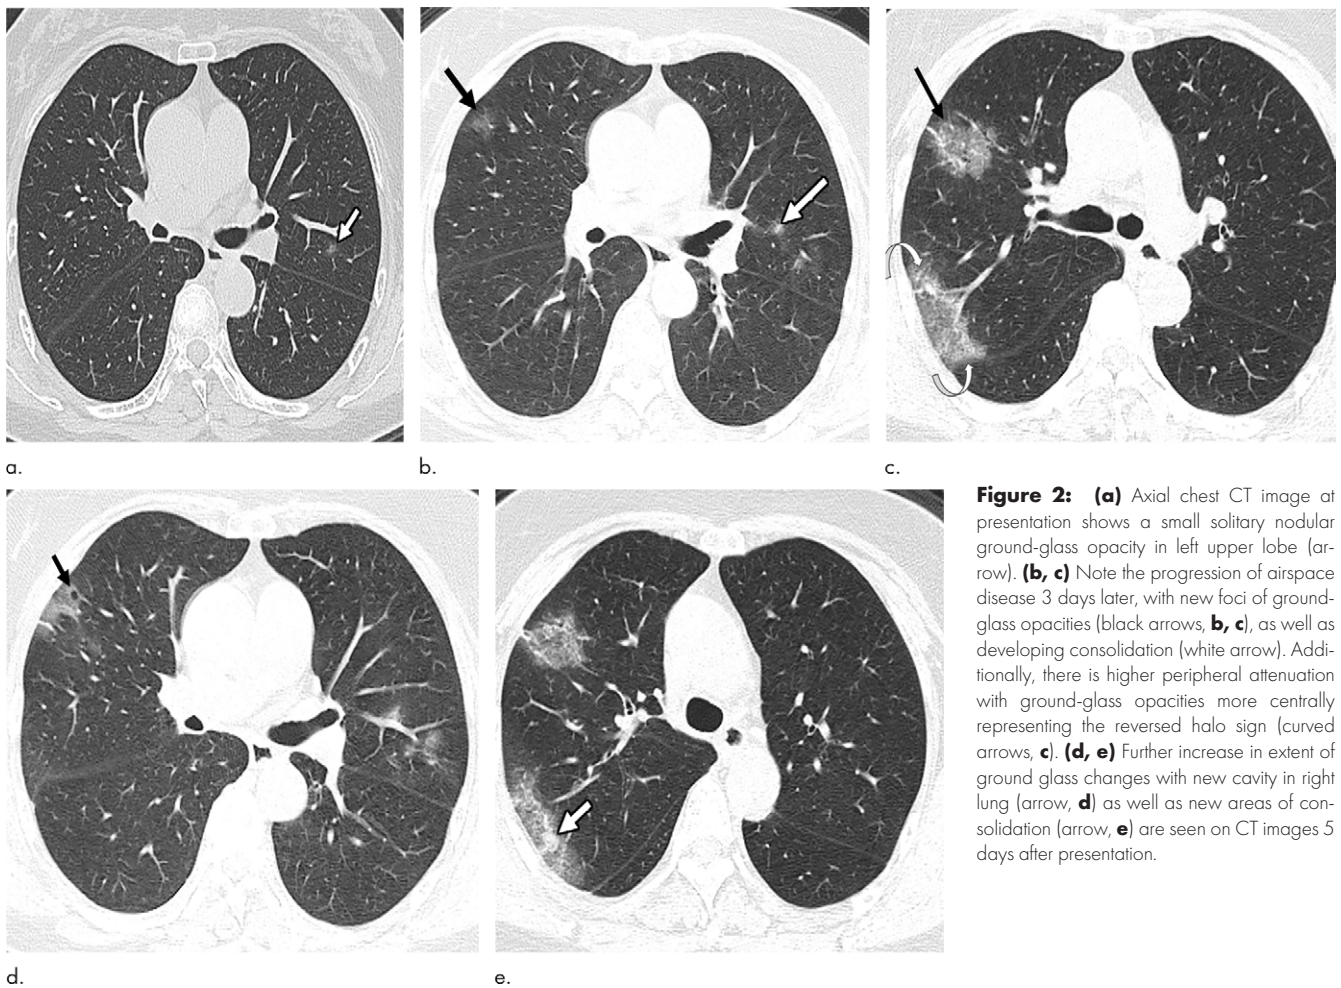 a.
b.
c.
Figure 2: (a) Axial chest CT image at
presentation shows a small solitary nodular
ground-glass opacity in left upper lobe (ar-
row). (b, c) Note the progression of airspace
disease 3 days later, with new foci of ground-
glass opacities (black arrows, b, c), as well as
developing consolidation (white arrow). Addi-
tionally, there is higher peripheral attenuation
with ground-glass opacities more centrally
representing the reversed halo sign (curved
arrows, c). (d, e) Further increase in extent of
ground glass changes with new cavity in right
lung (arrow, d) as well as new areas of con-
solidation (arrow, e) are seen on CT images 5
days after presentation.
d.
e.